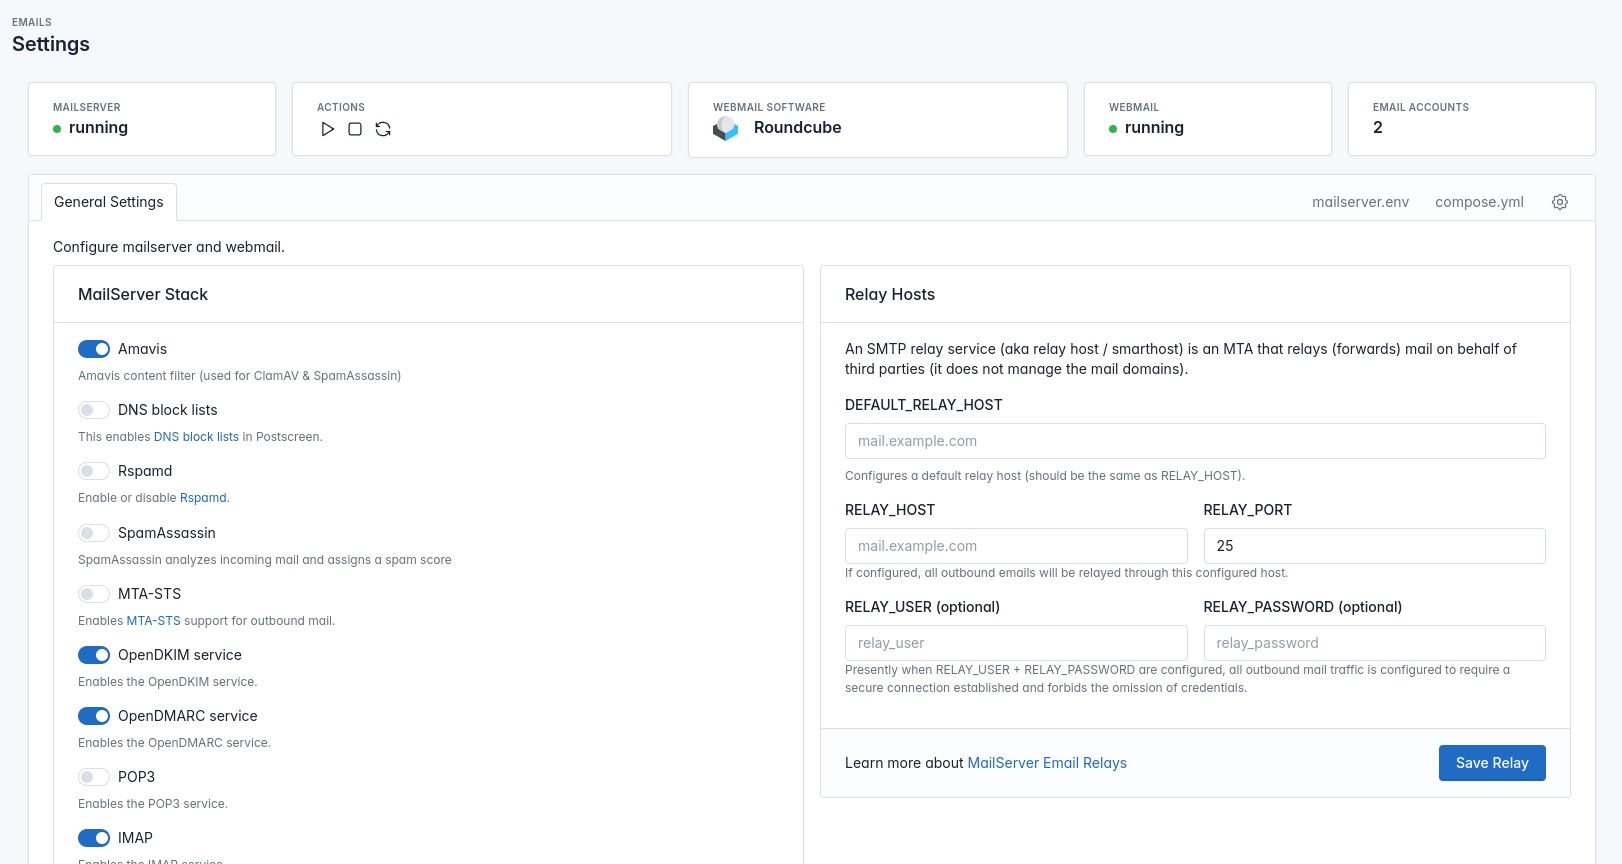 EMAILS
Settings
MAILSERVER
running
ACTIONS
WEBMAIL SOFTWARE
Roundcube
WEBMAIL
running
EMAIL ACCOUNTS
2
General Settings
mailserver.env
compose.yml
Configure mailserver and webmail.
MailServer Stack
Amavis
Amavis content filter (used for ClamAV & SpamAssassin)
DNS block lists
This enables DNS block lists in Postscreen.
Rspamd
Enable or disable Rspamd.
SpamAssassin
SpamAssassin analyzes incoming mail and assigns a spam score
MTA-STS
Enables MTA-STS support for outbound mail.
OpenDKIM service
Enables the OpenDKIM service.
OpenDMARC service
Enables the OpenDMARC service.
POP3
Enables the POP3 service.
IMAP
Enables the IMAP service.
Relay Hosts
An SMTP relay service (aka relay host / smarthost) is an MTA that relays (forwards) mail on behalf of
third parties (it does not manage the mail domains).
DEFAULT_RELAY_HOST
mail.example.com
Configures a default relay host (should be the same as RELAY_HOST).
RELAY_HOST
RELAY_PORT
mail.example.com
25
If configured, all outbound emails will be relayed through this configured host.
RELAY_USER (optional)
RELAY_PASSWORD (optional)
relay_user
relay_password
Presently when RELAY_USER + RELAY_PASSWORD are configured, all outbound mail traffic is configured to require a
secure connection established and forbids the omission of credentials.
Learn more about MailServer Email Relays
Save Relay